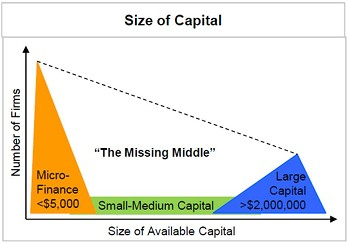 Size of Capital
Number of Firms
"The Missing Middle"
Micro-
Finance
<$5,000
Small-Medium Capital
Large
Capital
>$2,000,000
Size of Available Capital